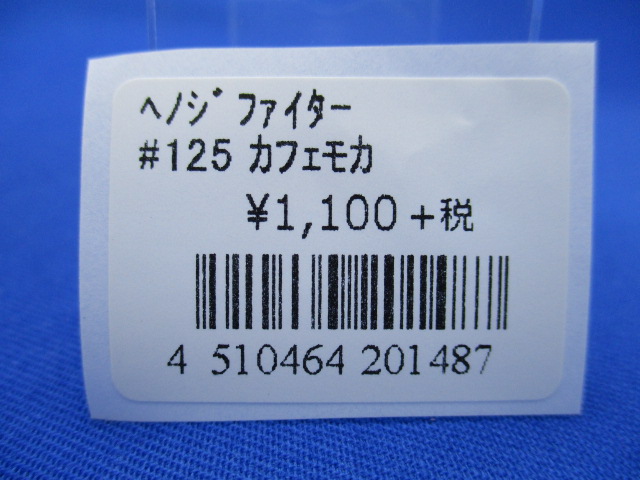 ﾍﾉｼﾞ ﾌｧｲﾀｰ
#125 ｶﾌｪﾓｶ
¥1,100 +税
4 510464 201487